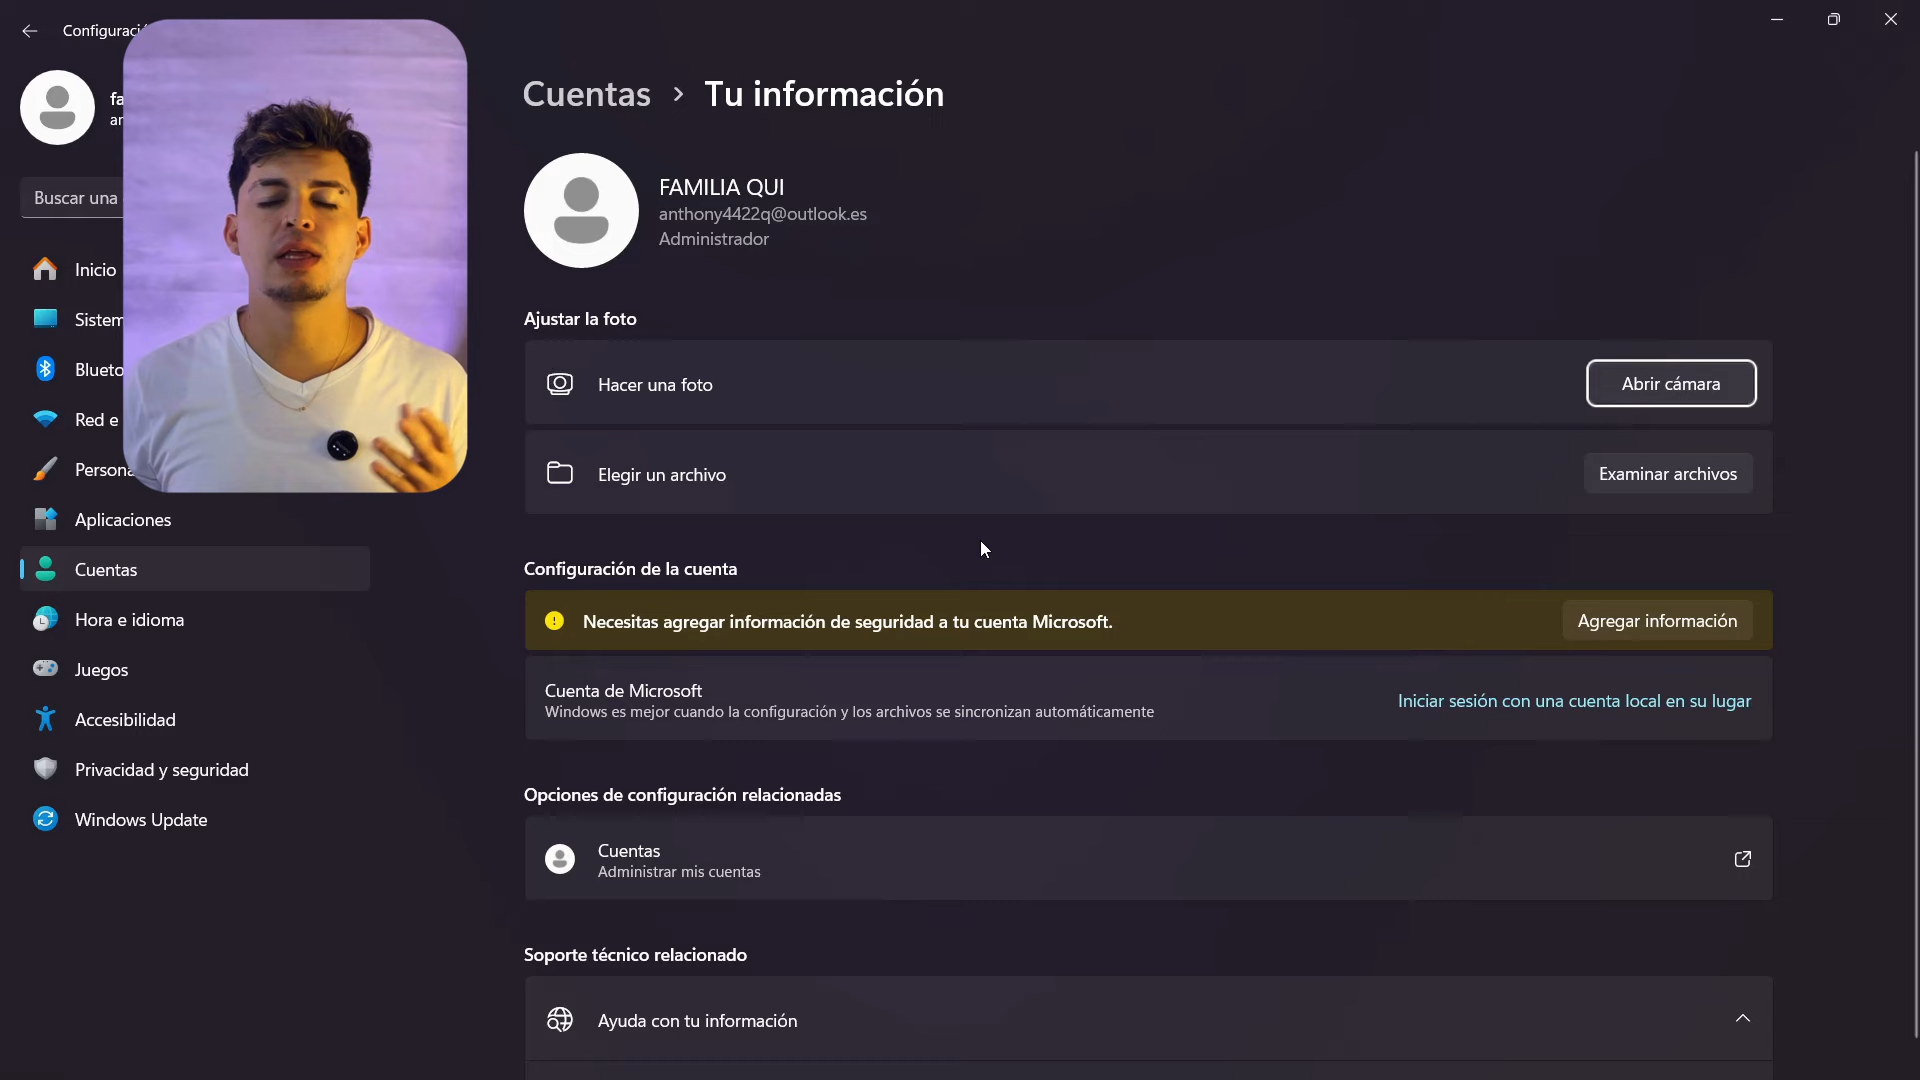 Configuraci
fa
ar
Buscar una
Inicio
Sistem
Blueto
Red e
Persona
Aplicaciones
Cuentas
Hora e idioma
Juegos
Accesibilidad
Privacidad y seguridad
Windows Update
Cuentas > Tu información
FAMILIA QUI
anthony4422q@outlook.es
Administrador
Ajustar la foto
Hacer una foto
Abrir cámara
Elegir un archivo
Examinar archivos
Configuración de la cuenta
Necesitas agregar información de seguridad a tu cuenta Microsoft.
Agregar información
Cuenta de Microsoft
Windows es mejor cuando la configuración y los archivos se sincronizan automáticamente
Iniciar sesión con una cuenta local en su lugar
Opciones de configuración relacionadas
Cuentas
Administrar mis cuentas
Soporte técnico relacionado
Ayuda con tu información